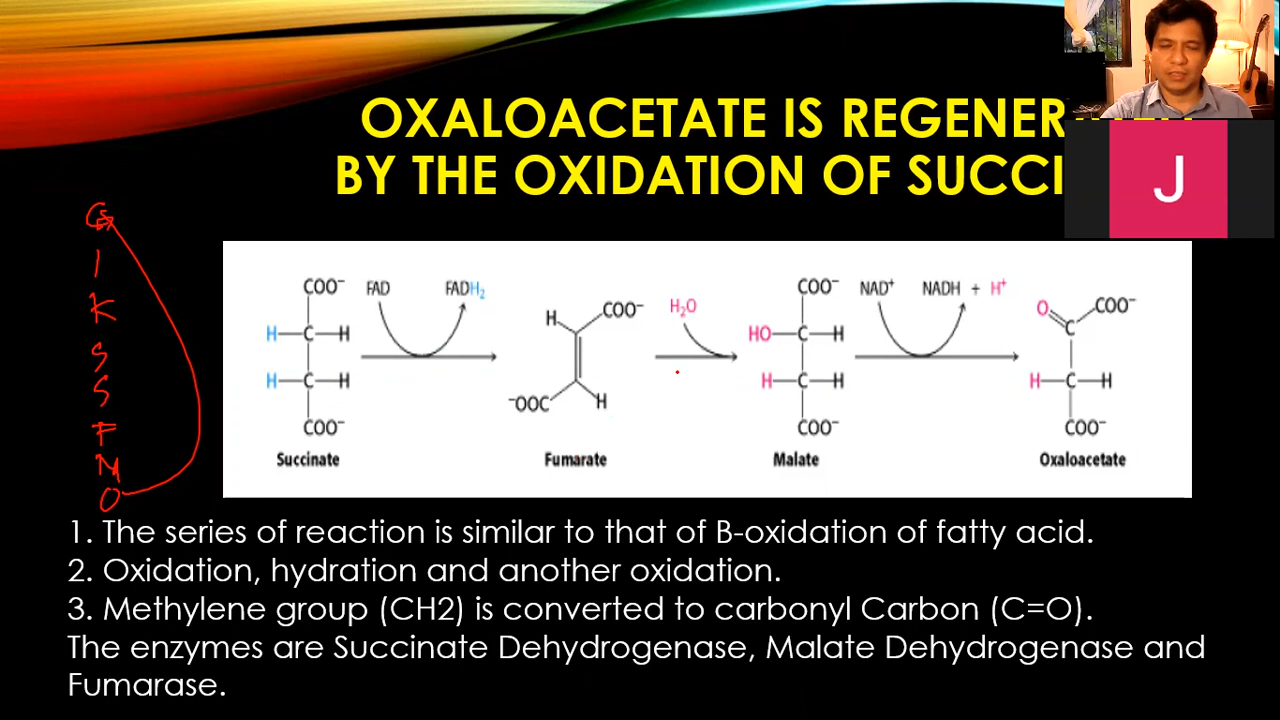 OXALOACETATE IS REGENER
BY THE OXIDATION OF SUCCI
J
C
I
K
S
S
F
M
O
COO⁻ FAD FADH₂ COO⁻ H₂O COO⁻ NAD⁺ NADH + H⁺ COO⁻
H H O
H—C—H HO—C—H C
H—C—H H—C—H H—C—H
⁻OOC H
COO⁻ COO⁻ COO⁻
Succinate Fumarate Malate Oxaloacetate
1. The series of reaction is similar to that of B-oxidation of fatty acid.
2. Oxidation, hydration and another oxidation.
3. Methylene group (CH2) is converted to carbonyl Carbon (C=O).
The enzymes are Succinate Dehydrogenase, Malate Dehydrogenase and
Fumarase.